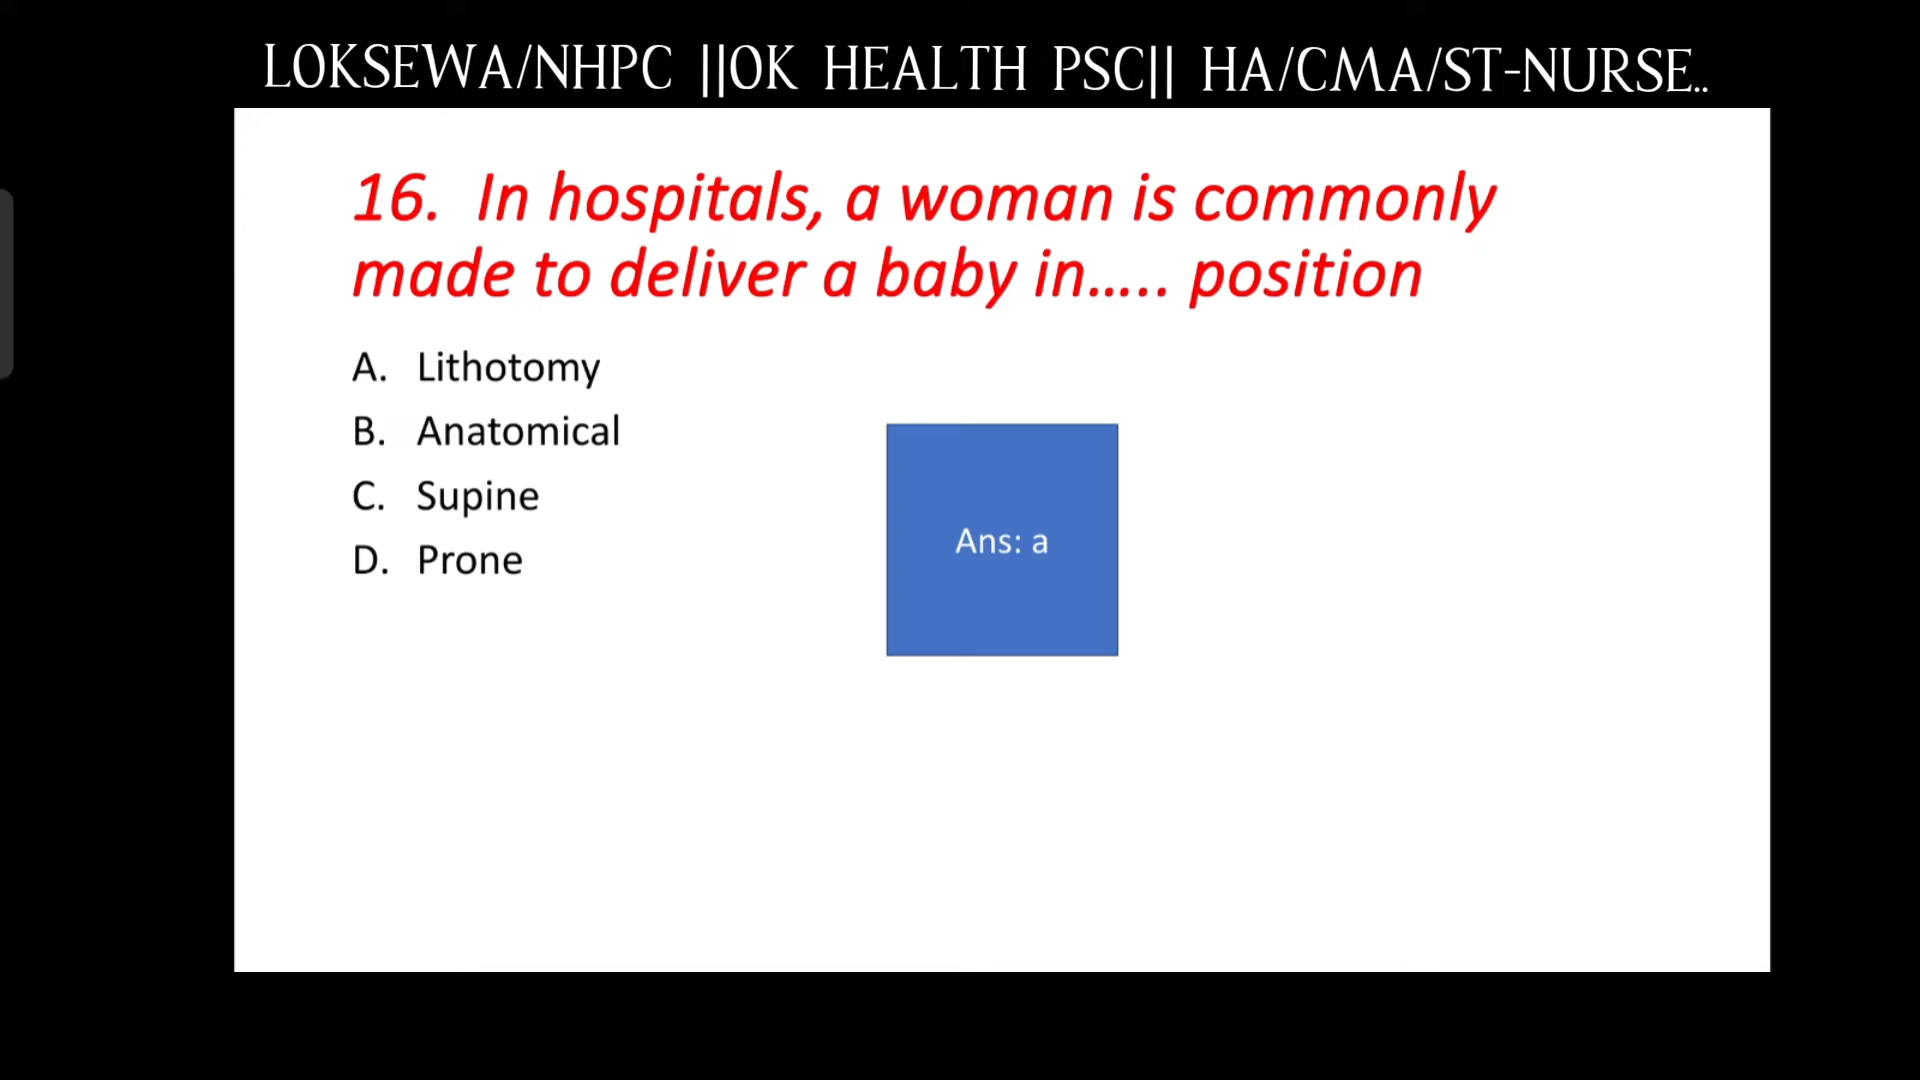 LOKSEWA/NHPC ||OK HEALTH PSC|| HA/CMA/ST-NURSE..
16. In hospitals, a woman is commonly
made to deliver a baby in..... position
A. Lithotomy
B. Anatomical
C. Supine
D. Prone
Ans: a